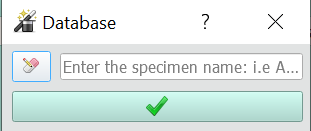 Database
?
Enter the specimen name: i.e A...